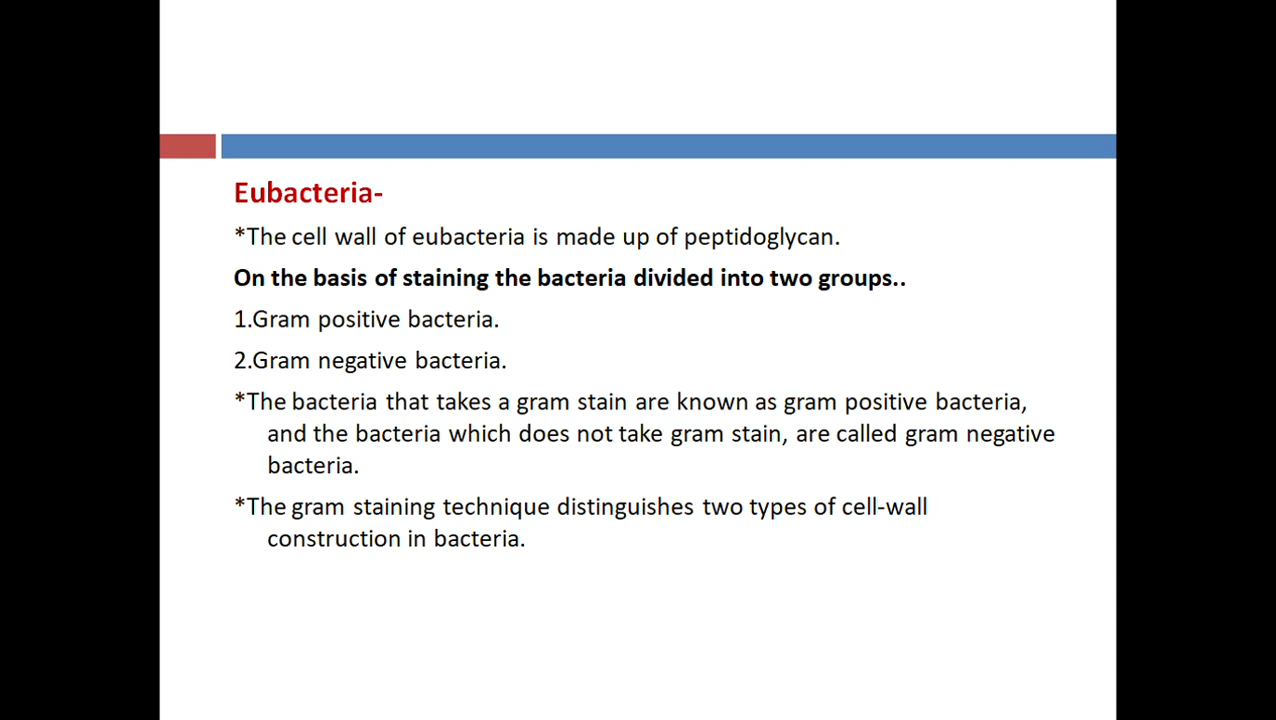 Eubacteria-
*The cell wall of eubacteria is made up of peptidoglycan.
On the basis of staining the bacteria divided into two groups..
1.Gram positive bacteria.
2.Gram negative bacteria.
*The bacteria that takes a gram stain are known as gram positive bacteria,
and the bacteria which does not take gram stain, are called gram negative
bacteria.
*The gram staining technique distinguishes two types of cell-wall
construction in bacteria.